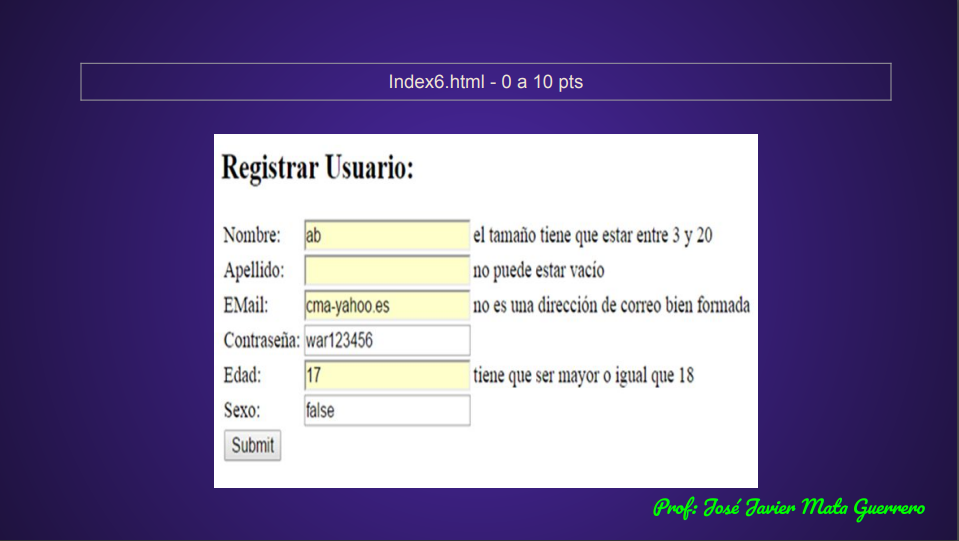 Index6.html - 0 a 10 pts
Registrar Usuario:
Nombre: ab el tamaño tiene que estar entre 3 y 20
Apellido: no puede estar vacío
EMail: cma-yahoo.es no es una dirección de correo bien formada
Contraseña: war123456
Edad: 17 tiene que ser mayor o igual que 18
Sexo: false
Submit
Prof: José Javier Mata Guerrero